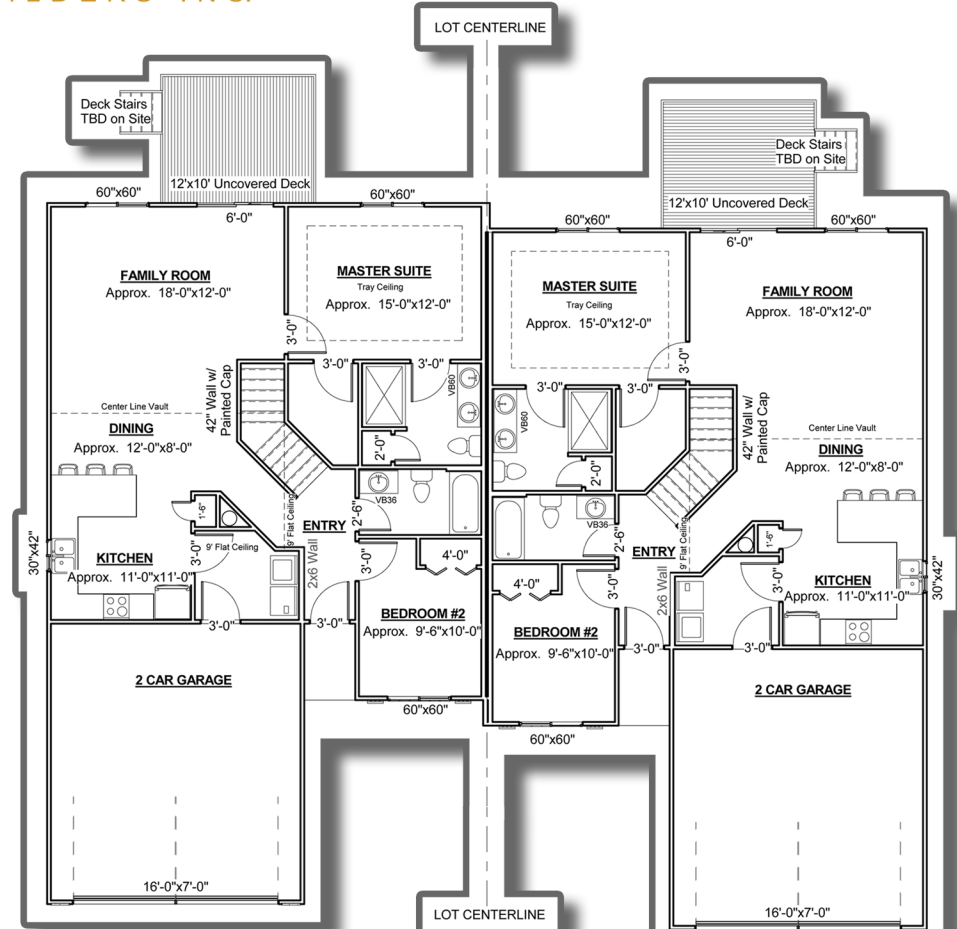 LOT CENTERLINE
Deck Stairs
TBD on Site
12'x10' Uncovered Deck
60"x60"
6'-0"
60"x60"
FAMILY ROOM
Approx. 18'-0"x12'-0"
MASTER SUITE
Tray Ceiling
Approx. 15'-0"x12'-0"
3'-0"
3'-0"
3'-0"
42" Wall w/
Painted Cap
VB60
Center Line Vault
DINING
Approx. 12'-0"x8'-0"
2'-0"
VB36
2'-6"
1'-6"
9' Flat Ceiling
ENTRY
9' Flat Ceiling
3'-0"
2x6 Wall
30"x42"
KITCHEN
Approx. 11'-0"x11'-0"
3'-0"
4'-0"
BEDROOM #2
Approx. 9'-6"x10'-0"
3'-0"
3'-0"
60"x60"
2 CAR GARAGE
16'-0"x7'-0"
Deck Stairs
TBD on Site
12'x10' Uncovered Deck
60"x60"
6'-0"
60"x60"
MASTER SUITE
Tray Ceiling
Approx. 15'-0"x12'-0"
FAMILY ROOM
Approx. 18'-0"x12'-0"
3'-0"
3'-0"
3'-0"
42" Wall w/
Painted Cap
VB60
Center Line Vault
DINING
Approx. 12'-0"x8'-0"
2'-0"
VB36
2'-6"
1'-6"
9' Flat Ceiling
ENTRY
3'-0"
2x6 Wall
30"x42"
KITCHEN
Approx. 11'-0"x11'-0"
3'-0"
4'-0"
BEDROOM #2
Approx. 9'-6"x10'-0"
3'-0"
3'-0"
60"x60"
2 CAR GARAGE
16'-0"x7'-0"
LOT CENTERLINE